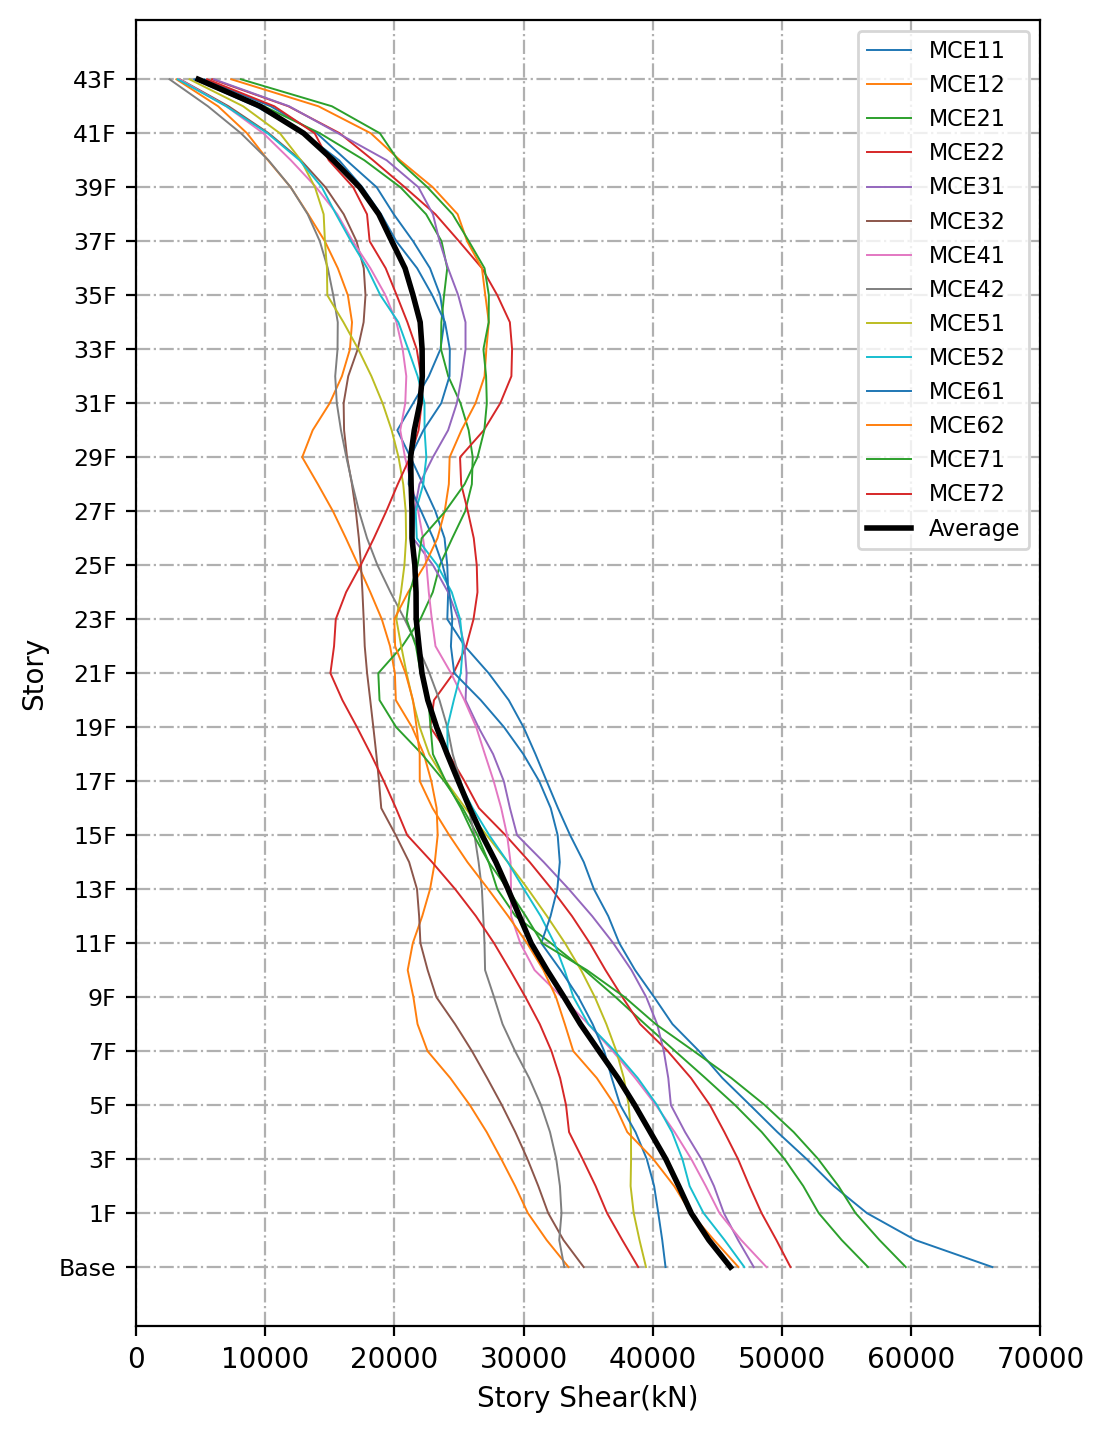 43F
41F
39F
37F
35F
33F
31F
29F
27F
25F
23F
21F
19F
17F
15F
13F
11F
9F
7F
5F
3F
1F
Base
Story
0
10000
20000
30000
40000
50000
60000
70000
Story Shear(kN)
MCE11
MCE12
MCE21
MCE22
MCE31
MCE32
MCE41
MCE42
MCE51
MCE52
MCE61
MCE62
MCE71
MCE72
Average